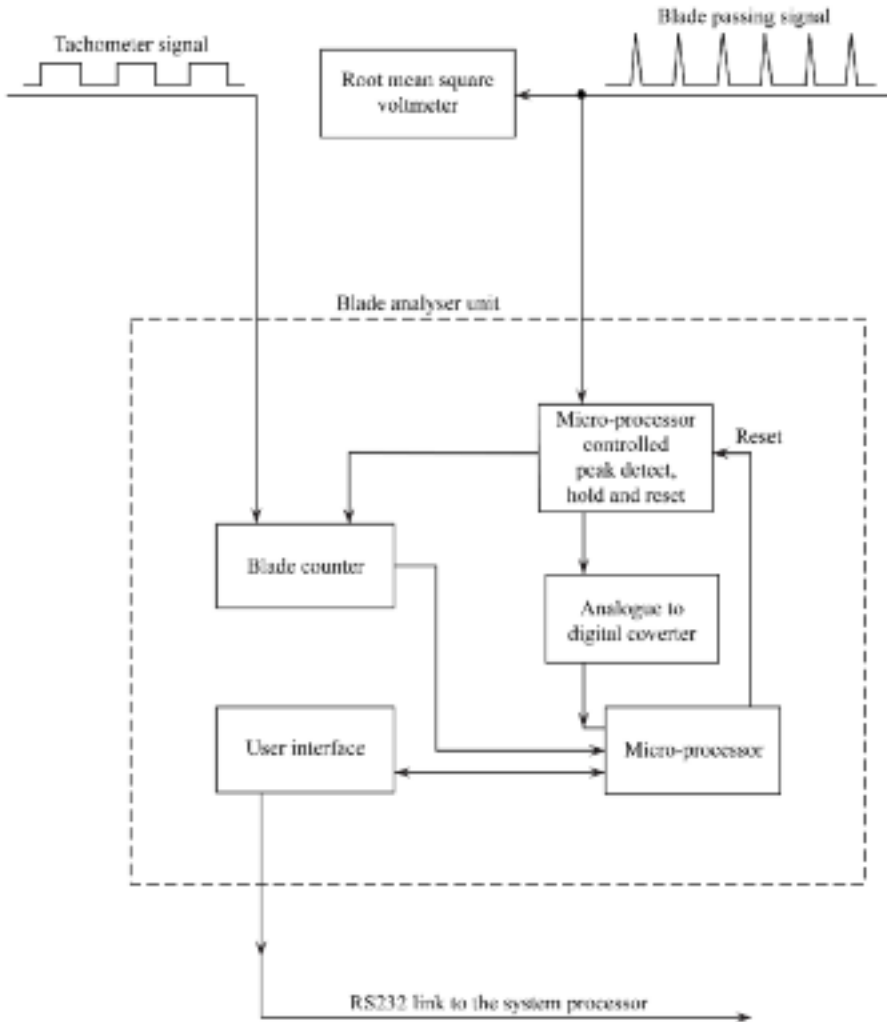 Tachometer signal
Blade passing signal
Root mean square
voltmeter
Blade analyser unit
Micro-processor
controlled
peak detect,
hold and reset
Reset
Blade counter
Analogue to
digital coverter
User interface
Micro-processor
RS232 link to the system processor